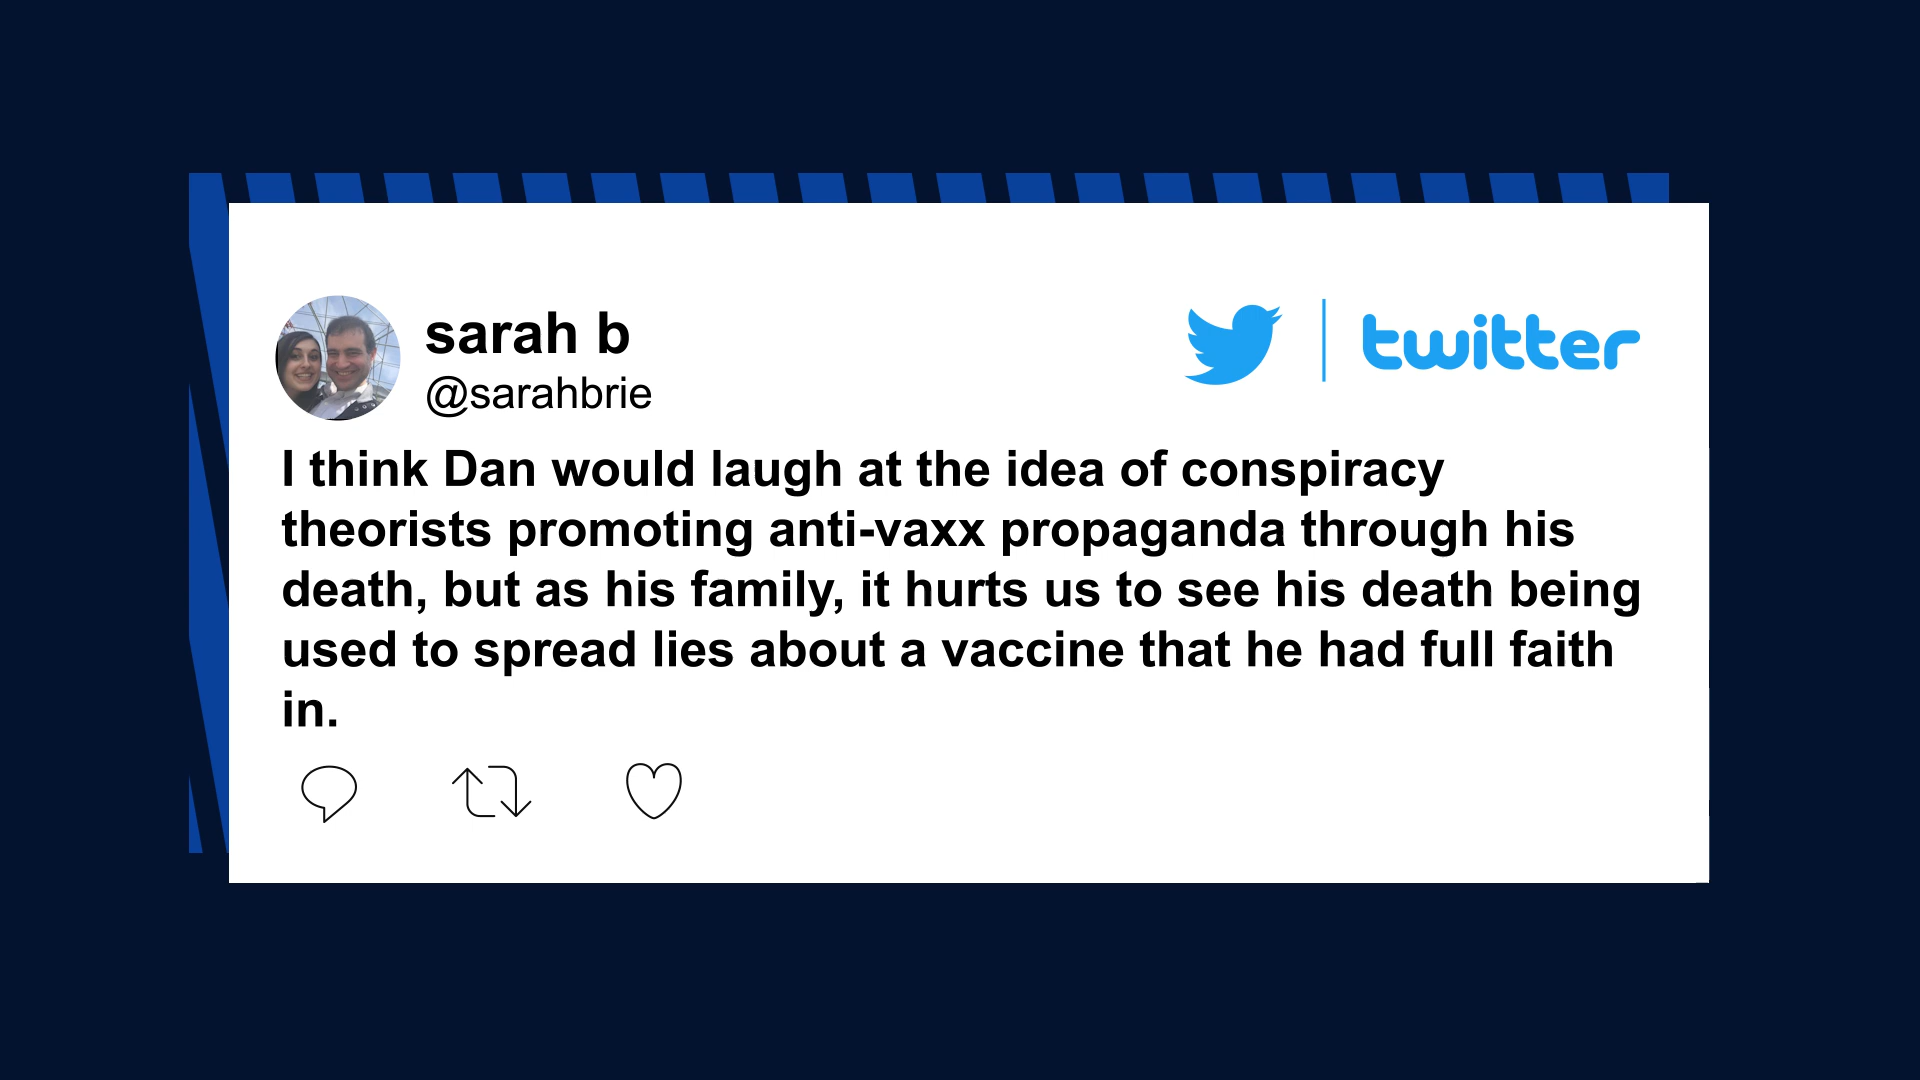 sarah b
@sarahbrie
twitter
I think Dan would laugh at the idea of conspiracy
theorists promoting anti-vaxx propaganda through his
death, but as his family, it hurts us to see his death being
used to spread lies about a vaccine that he had full faith
in.